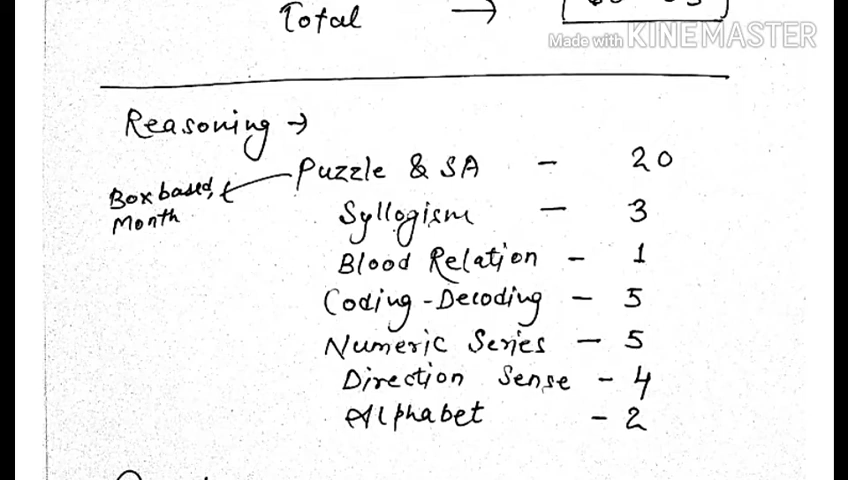 Total →
Made with KINEMASTER
Reasoning →
Puzzle & SA - 20
Box based,
Month
Syllogism - 3
Blood Relation - 1
Coding-Decoding - 5
Numeric Series - 5
Direction Sense - 4
Alphabet - 2